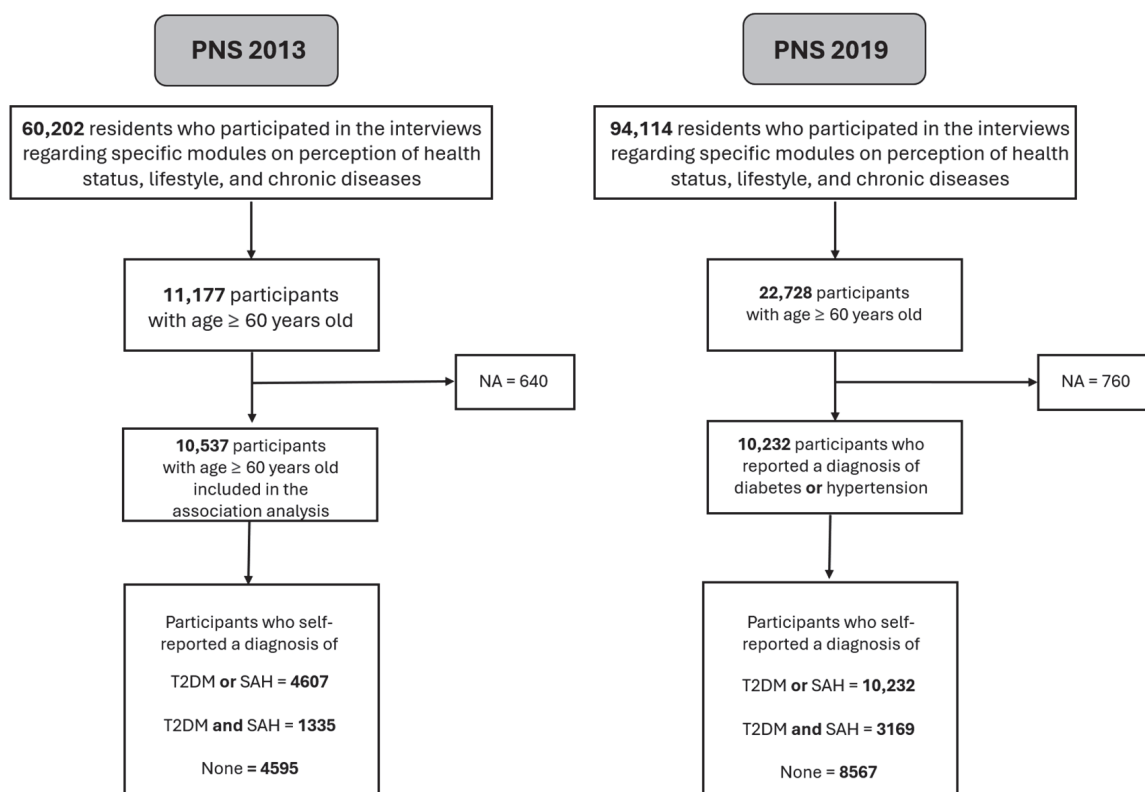 PNS 2013
60,202 residents who participated in the interviews
regarding specific modules on perception of health
status, lifestyle, and chronic diseases
11,177 participants
with age ≥ 60 years old
NA = 640
10,537 participants
with age ≥ 60 years old
included in the
association analysis
Participants who self-
reported a diagnosis of
T2DM or SAH = 4607
T2DM and SAH = 1335
None = 4595
PNS 2019
94,114 residents who participated in the interviews
regarding specific modules on perception of health
status, lifestyle, and chronic diseases
22,728 participants
with age ≥ 60 years old
NA = 760
10,232 participants who
reported a diagnosis of
diabetes or hypertension
Participants who self-
reported a diagnosis of
T2DM or SAH = 10,232
T2DM and SAH = 3169
None = 8567